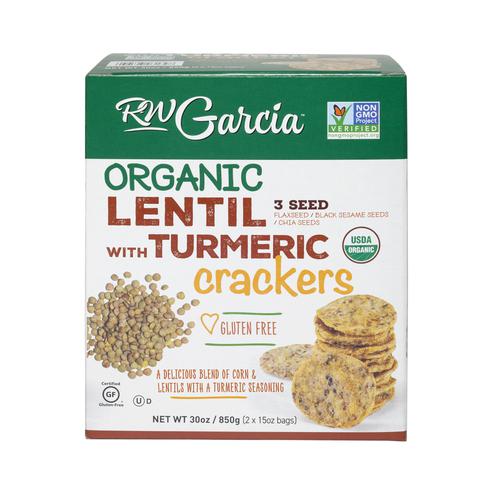 RW Garcia™
NON
GMO
Project
VERIFIED
nongmoproject.org
ORGANIC
LENTIL
WITH TURMERIC
crackers
3 SEED
FLAXSEED / BLACK SESAME SEEDS
/ CHIA SEEDS
USDA
ORGANIC
GLUTEN FREE
A DELICIOUS BLEND OF CORN &
LENTILS WITH A TURMERIC SEASONING
Certified
GF
Gluten-Free
U D
NET WT 30oz / 850g (2 x 15oz bags)